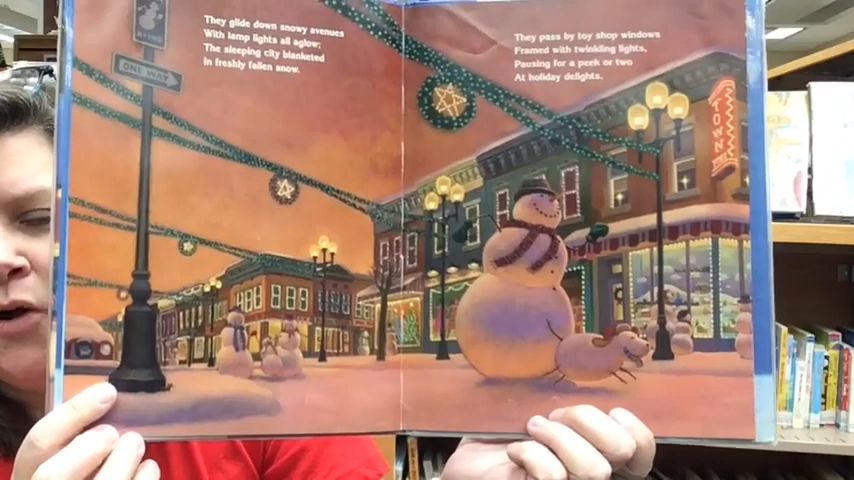 They glide down snowy avenues
With lamp lights all aglow;
The sleeping city blanketed
In freshly fallen snow.
They pass by toy shop windows
Framed with twinkling lights,
Pausing for a peek or two
At holiday delights.
ONE WAY
TOWN